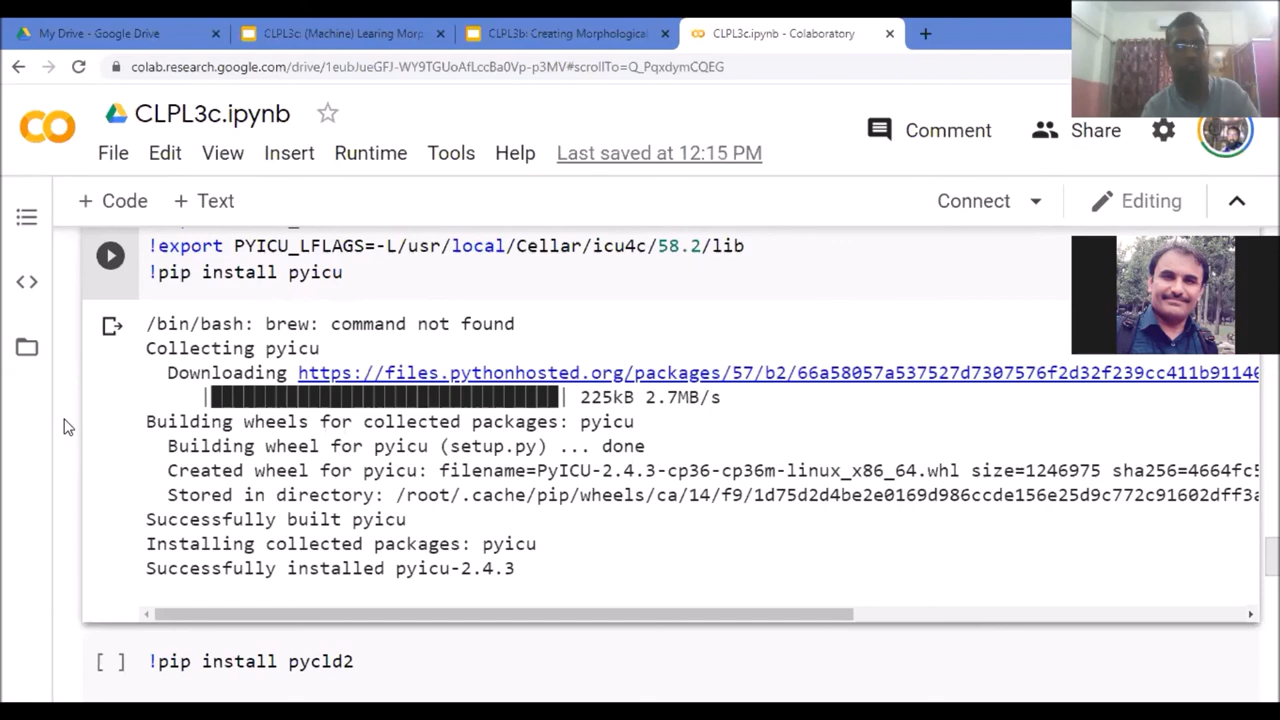 My Drive - Google Drive
CLPL3c: (Machine) Learing Morp
CLPL3b: Creating Morphological
CLPL3c.ipynb - Colaboratory
colab.research.google.com/drive/1eubJueGFJ-WY9TGUoAfLccBa0Vp-p3MV#scrollTo=Q_PqxdymCQEG
CO
CLPL3c.ipynb
Comment
Share
File Edit View Insert Runtime Tools Help Last saved at 12:15 PM
+ Code + Text
Connect
Editing
!export PYICU_LFLAGS=-L/usr/local/Cellar/icu4c/58.2/lib
!pip install pyicu
/bin/bash: brew: command not found
Collecting pyicu
Downloading https://files.pythonhosted.org/packages/57/b2/66a58057a537527d7307576f2d32f239cc411b91146
225kB 2.7MB/s
Building wheels for collected packages: pyicu
Building wheel for pyicu (setup.py) ... done
Created wheel for pyicu: filename=PyICU-2.4.3-cp36-cp36m-linux_x86_64.whl size=1246975 sha256=4664fc5
Stored in directory: /root/.cache/pip/wheels/ca/14/f9/1d75d2d4be2e0169d986ccde156e25d9c772c91602dff3a
Successfully built pyicu
Installing collected packages: pyicu
Successfully installed pyicu-2.4.3
[ ] !pip install pycld2